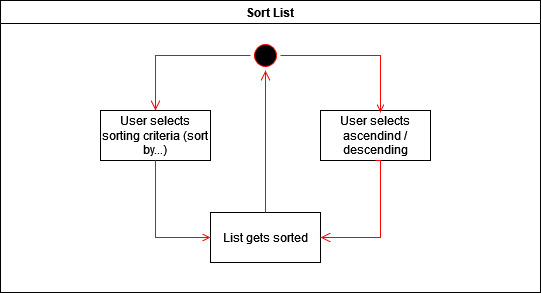 Sort List
User selects
sorting criteria (sort
by...)
User selects
ascendind /
descending
List gets sorted